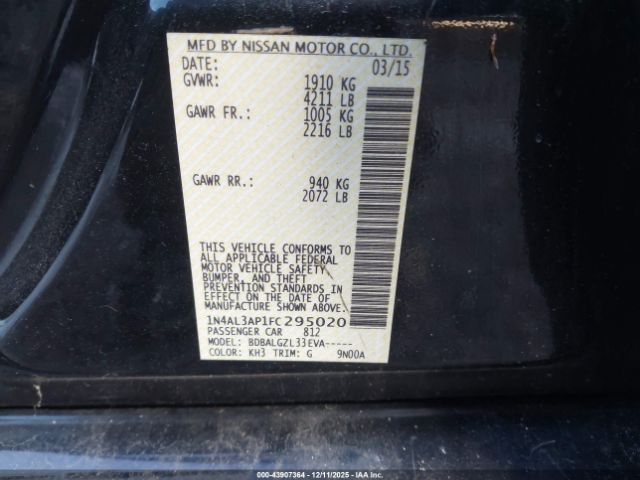 MFD BY NISSAN MOTOR CO., LTD.
DATE: 03/15
GVWR: 1910 KG
4211 LB
GAWR FR.: 1005 KG
2216 LB
GAWR RR.: 940 KG
2072 LB
THIS VEHICLE CONFORMS TO
ALL APPLICABLE FEDERAL
MOTOR VEHICLE SAFETY,
BUMPER, AND THEFT
PREVENTION STANDARDS IN
EFFECT ON THE DATE OF
MANUFACTURE SHOWN ABOVE.
1N4AL3AP1FC295020
PASSENGER CAR 812
MODEL: BDBALGZL33EVA-----
COLOR: KH3 TRIM: G 9N00A
000-43907364 - 12/11/2025 - IAA Inc.